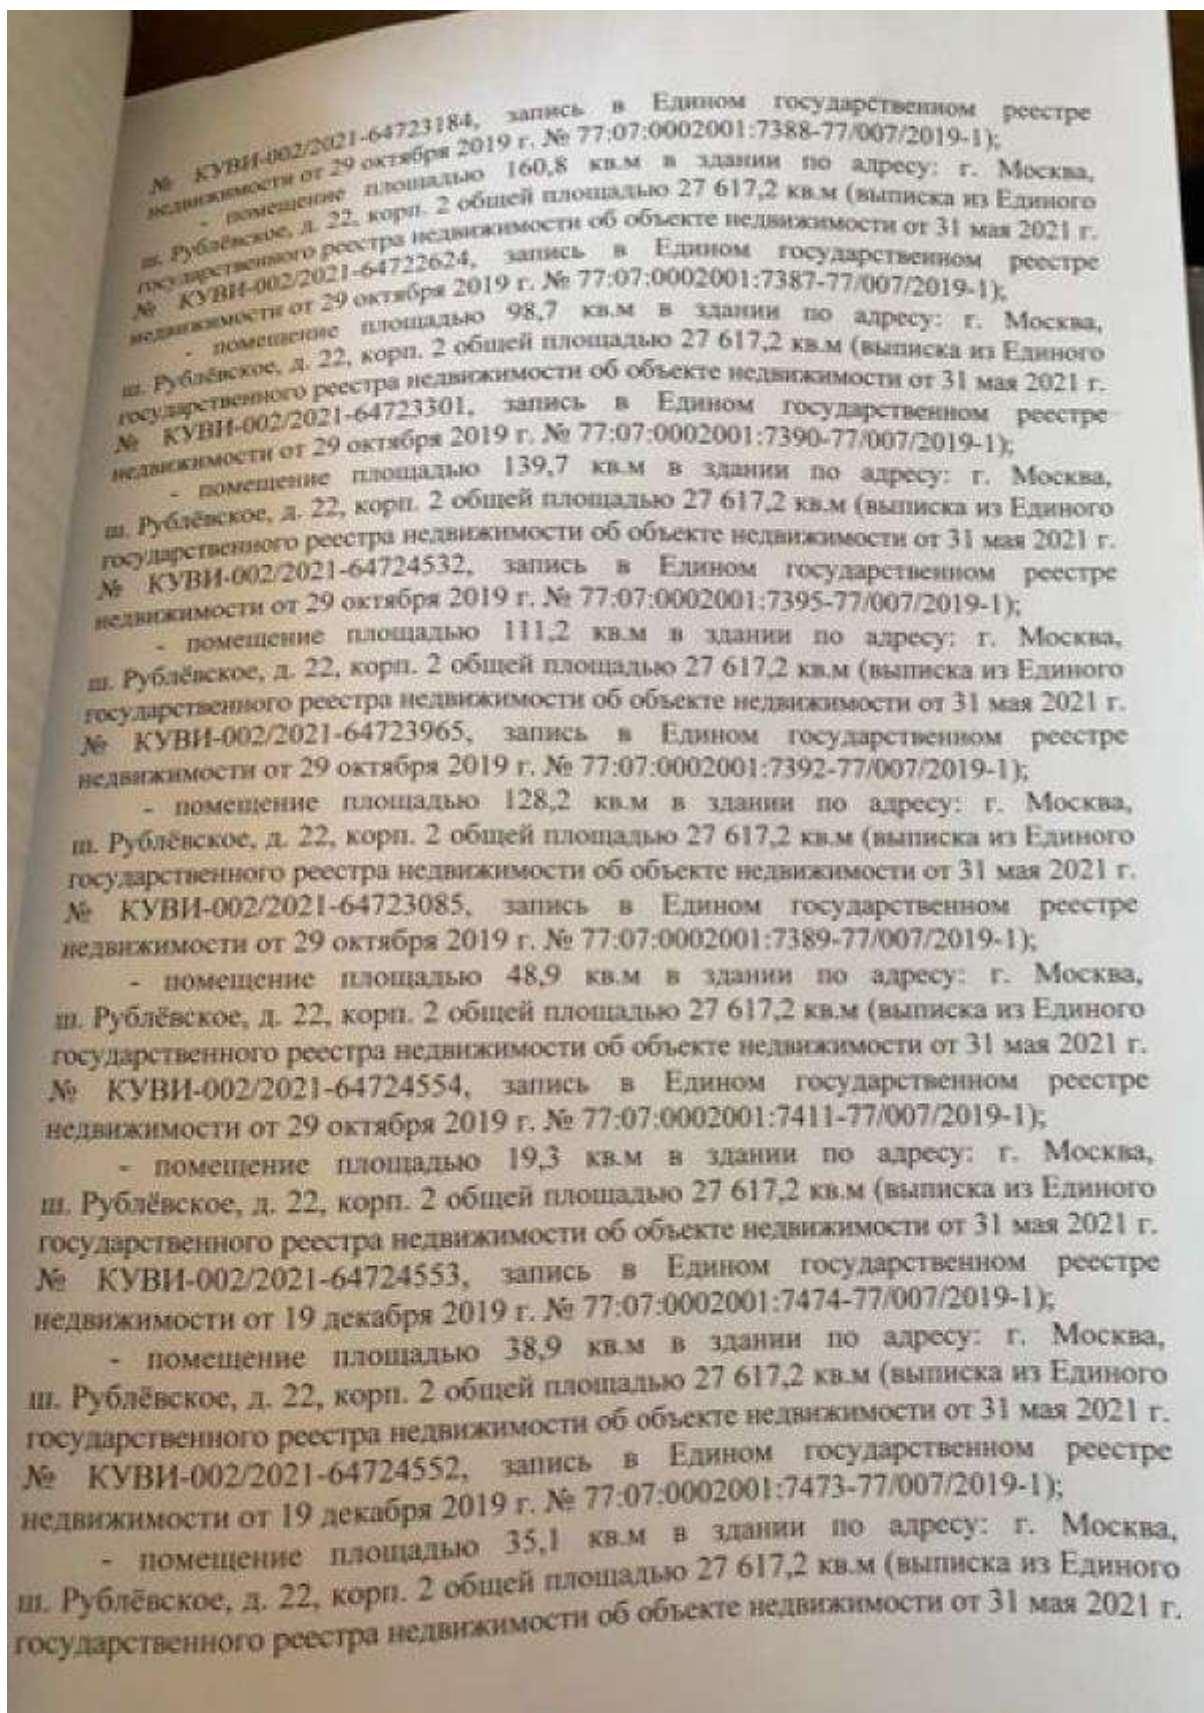 № КУВИ-002/2021-64723184, запись в Едином государственном реестре
недвижимости от 29 октября 2019 г. № 77:07:0002001:7388-77/007/2019-1);
- помещение площадью 160,8 кв.м в здании по адресу: г. Москва,
ш. Рублёвское, д. 22, корп. 2 общей площадью 27 617,2 кв.м (выписка из Единого
государственного реестра недвижимости об объекте недвижимости от 31 мая 2021 г.
№ КУВИ-002/2021-64722624, запись в Едином государственном реестре
недвижимости от 29 октября 2019 г. № 77:07:0002001:7387-77/007/2019-1);
- помещение площадью 98,7 кв.м в здании по адресу: г. Москва,
ш. Рублёвское, д. 22, корп. 2 общей площадью 27 617,2 кв.м (выписка из Единого
государственного реестра недвижимости об объекте недвижимости от 31 мая 2021 г.
№ КУВИ-002/2021-64723301, запись в Едином государственном реестре
недвижимости от 29 октября 2019 г. № 77:07:0002001:7390-77/007/2019-1);
- помещение площадью 139,7 кв.м в здании по адресу: г. Москва,
ш. Рублёвское, д. 22, корп. 2 общей площадью 27 617,2 кв.м (выписка из Единого
государственного реестра недвижимости об объекте недвижимости от 31 мая 2021 г.
№ КУВИ-002/2021-64724532, запись в Едином государственном реестре
недвижимости от 29 октября 2019 г. № 77:07:0002001:7395-77/007/2019-1);
- помещение площадью 111,2 кв.м в здании по адресу: г. Москва,
ш. Рублёвское, д. 22, корп. 2 общей площадью 27 617,2 кв.м (выписка из Единого
государственного реестра недвижимости об объекте недвижимости от 31 мая 2021 г.
№ КУВИ-002/2021-64723965, запись в Едином государственном реестре
недвижимости от 29 октября 2019 г. № 77:07:0002001:7392-77/007/2019-1);
- помещение площадью 128,2 кв.м в здании по адресу: г. Москва,
ш. Рублёвское, д. 22, корп. 2 общей площадью 27 617,2 кв.м (выписка из Единого
государственного реестра недвижимости об объекте недвижимости от 31 мая 2021 г.
№ КУВИ-002/2021-64723085, запись в Едином государственном реестре
недвижимости от 29 октября 2019 г. № 77:07:0002001:7389-77/007/2019-1);
- помещение площадью 48,9 кв.м в здании по адресу: г. Москва,
ш. Рублёвское, д. 22, корп. 2 общей площадью 27 617,2 кв.м (выписка из Единого
государственного реестра недвижимости об объекте недвижимости от 31 мая 2021 г.
№ КУВИ-002/2021-64724554, запись в Едином государственном реестре
недвижимости от 29 октября 2019 г. № 77:07:0002001:7411-77/007/2019-1);
- помещение площадью 19,3 кв.м в здании по адресу: г. Москва,
ш. Рублёвское, д. 22, корп. 2 общей площадью 27 617,2 кв.м (выписка из Единого
государственного реестра недвижимости об объекте недвижимости от 31 мая 2021 г.
№ КУВИ-002/2021-64724553, запись в Едином государственном реестре
недвижимости от 19 декабря 2019 г. № 77:07:0002001:7474-77/007/2019-1);
- помещение площадью 38,9 кв.м в здании по адресу: г. Москва,
ш. Рублёвское, д. 22, корп. 2 общей площадью 27 617,2 кв.м (выписка из Единого
государственного реестра недвижимости об объекте недвижимости от 31 мая 2021 г.
№ КУВИ-002/2021-64724552, запись в Едином государственном реестре
недвижимости от 19 декабря 2019 г. № 77:07:0002001:7473-77/007/2019-1);
- помещение площадью 35,1 кв.м в здании по адресу: г. Москва,
ш. Рублёвское, д. 22, корп. 2 общей площадью 27 617,2 кв.м (выписка из Единого
государственного реестра недвижимости об объекте недвижимости от 31 мая 2021 г.